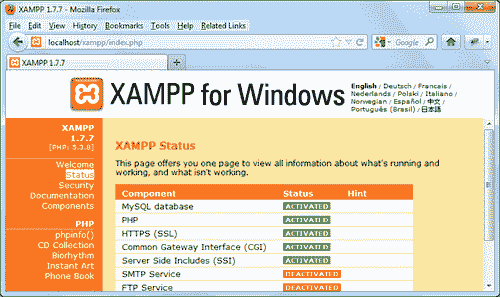 XAMPP 1.7.7 - Mozilla Firefox
File Edit View History Bookmarks Tools Help Related Links
localhost/xampp/index.php
Google
XAMPP 1.7.7
XAMPP for Windows
English / Deutsch / Francais /
Nederlands / Polski / Italiano /
Norwegian / Español / 中文 /
Português (Brasil) / 日本語
XAMPP
1.7.7
[PHP: 5.3.8]
Welcome
Status
Security
Documentation
Components
PHP
phpinfo()
CD Collection
Biorhythm
Instant Art
Phone Book
XAMPP Status
This page offers you one page to view all information about what's running
and working, and what isn't working.
Component Status Hint
MySQL database ACTIVATED
PHP ACTIVATED
HTTPS (SSL) ACTIVATED
Common Gateway Interface (CGI) ACTIVATED
Server Side Includes (SSI) ACTIVATED
SMTP Service DEACTIVATED
FTP Service DEACTIVATED